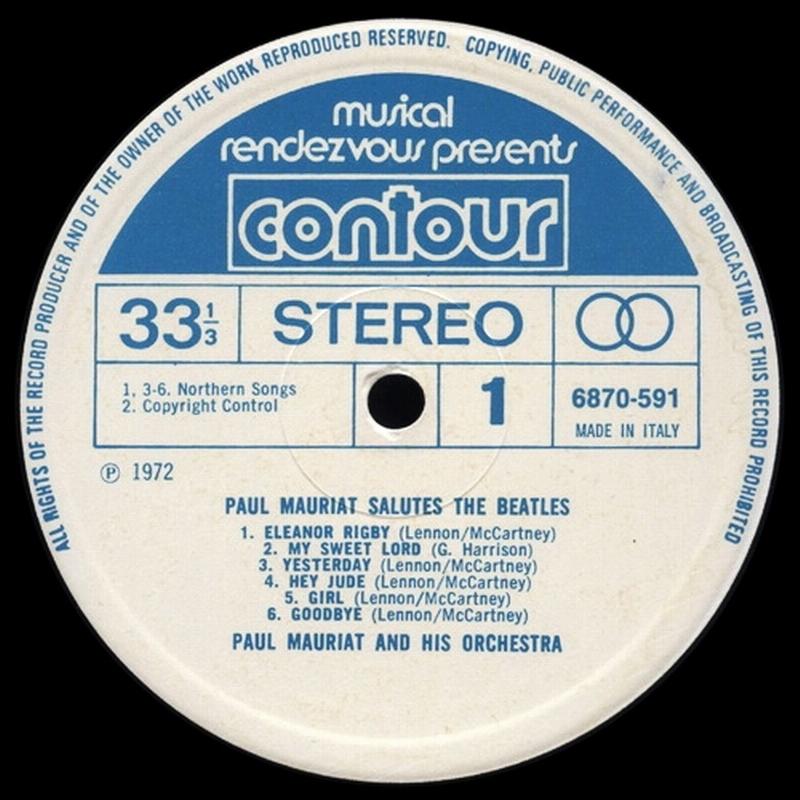 ALL RIGHTS OF THE RECORD PRODUCER AND OF THE OWNER OF THE WORK REPRODUCED RESERVED. COPYING, PUBLIC PERFORMANCE AND BROADCASTING OF THIS RECORD PROHIBITED
musical
rendezvous presents
contour
33 1/3 STEREO
1, 3-6. Northern Songs
2. Copyright Control
1
6870-591
MADE IN ITALY
℗ 1972
PAUL MAURIAT SALUTES THE BEATLES
1. ELEANOR RIGBY (Lennon/McCartney)
2. MY SWEET LORD (G. Harrison)
3. YESTERDAY (Lennon/McCartney)
4. HEY JUDE (Lennon/McCartney)
5. GIRL (Lennon/McCartney)
6. GOODBYE (Lennon/McCartney)
PAUL MAURIAT AND HIS ORCHESTRA